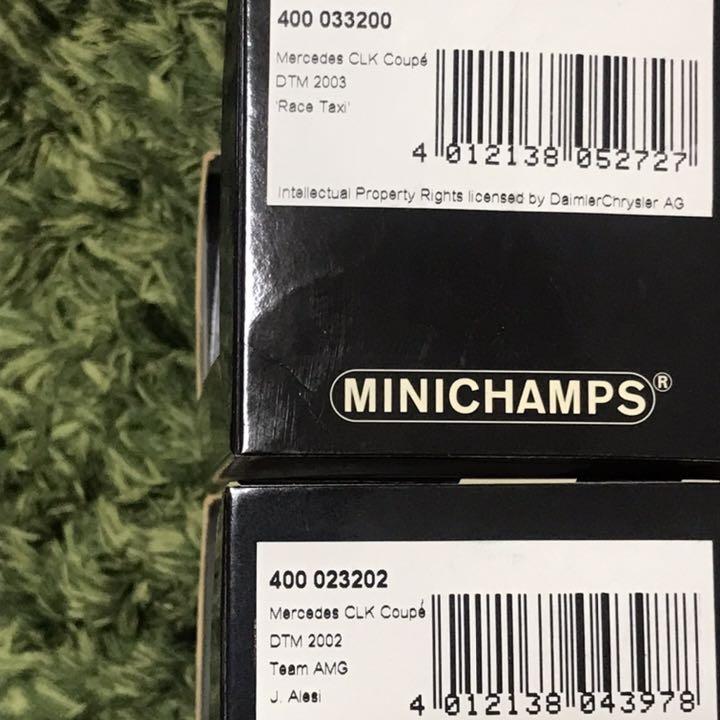 400 033200
Mercedes CLK Coupé
DTM 2003
'Race Taxi'
4 012138 052727
Intellectual Property Rights licensed by DaimlerChrysler AG
MINICHAMPS®
400 023202
Mercedes CLK Coupé
DTM 2002
Team AMG
J. Alesi
4 012138 043978